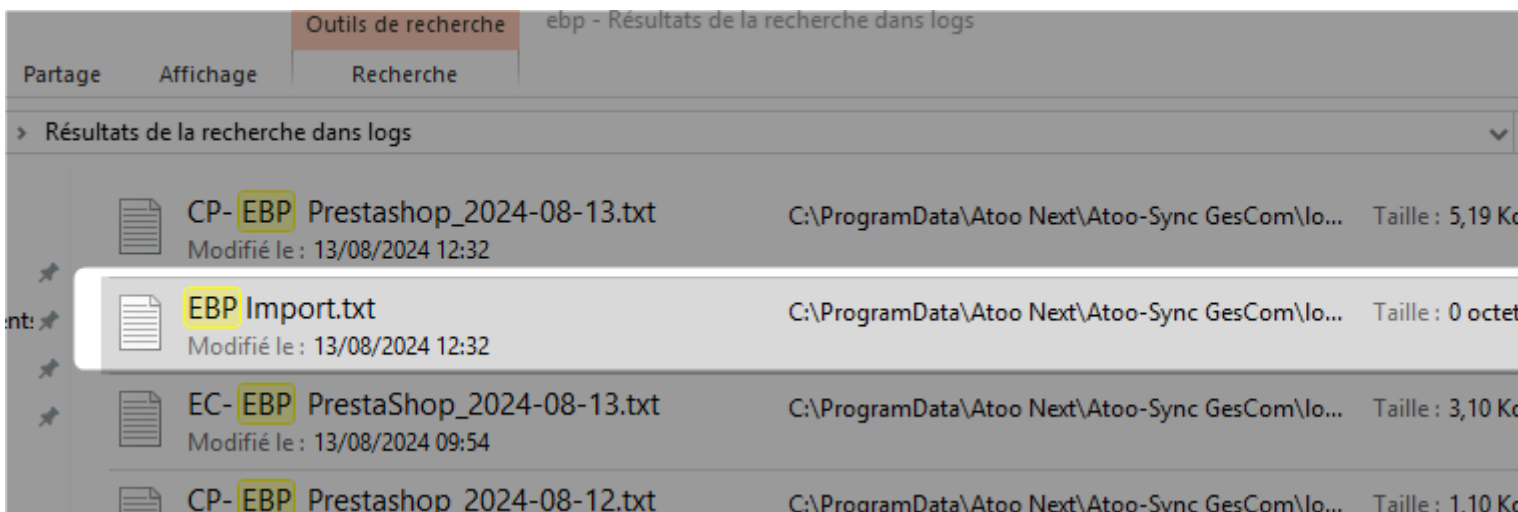 Outils de recherche
ebp - Résultats de la recherche dans logs
Partage
Affichage
Recherche
> Résultats de la recherche dans logs
CP-EBP Prestashop_2024-08-13.txt
C:\ProgramData\Atoo Next\Atoo-Sync GesCom\lo...
Taille : 5,19 Ko
Modifié le : 13/08/2024 12:32
EBP Import.txt
C:\ProgramData\Atoo Next\Atoo-Sync GesCom\lo...
Taille : 0 octet
Modifié le : 13/08/2024 12:32
EC-EBP PrestaShop_2024-08-13.txt
C:\ProgramData\Atoo Next\Atoo-Sync GesCom\lo...
Taille : 3,10 Ko
Modifié le : 13/08/2024 09:54
CP-EBP Prestashop_2024-08-12.txt
C:\ProgramData\Atoo Next\Atoo-Sync GesCom\lo...
Taille : 1,10 Ko